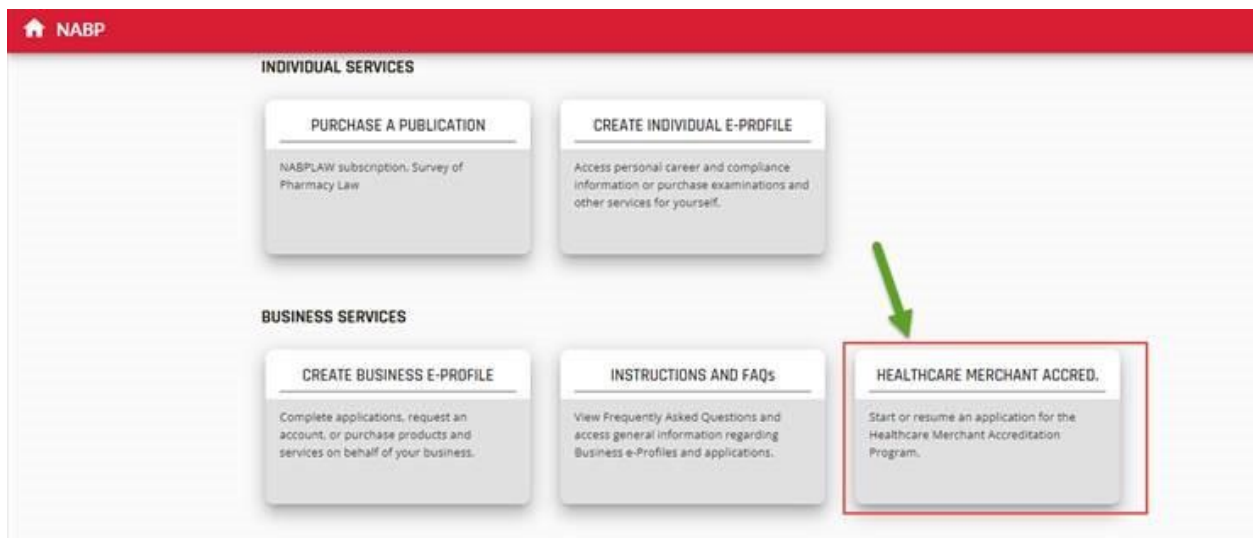 NABP
INDIVIDUAL SERVICES
PURCHASE A PUBLICATION
NABPLAW subscription, Survey of
Pharmacy Law
CREATE INDIVIDUAL E-PROFILE
Access personal career and compliance
information or purchase examinations and
other services for yourself.
BUSINESS SERVICES
CREATE BUSINESS E-PROFILE
Complete applications, request an
account, or purchase products and
services on behalf of your business.
INSTRUCTIONS AND FAQs
View Frequently Asked Questions and
access general information regarding
Business e-Profiles and applications.
HEALTHCARE MERCHANT ACCRED.
Start or resume an application for the
Healthcare Merchant Accreditation
Program.